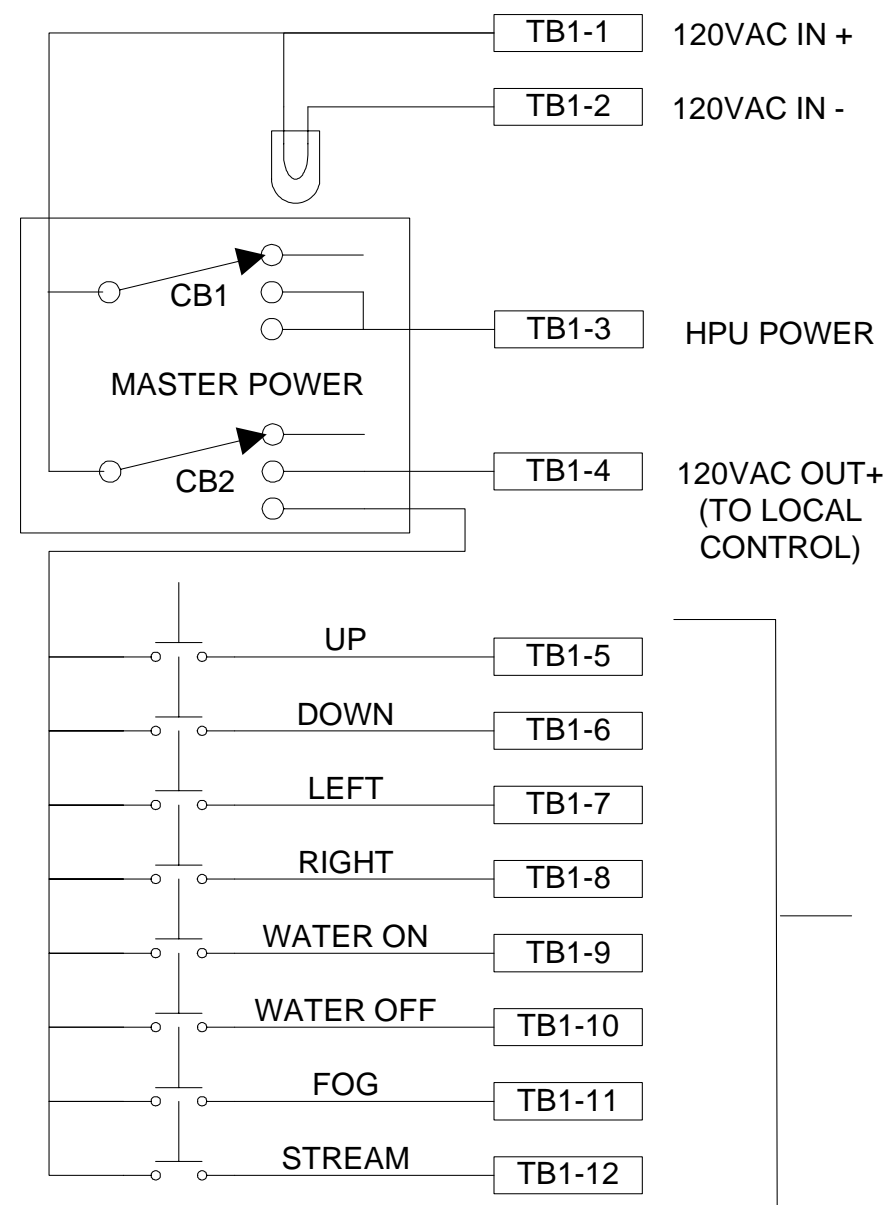 TB1-1 120VAC IN +
TB1-2 120VAC IN -
CB1
TB1-3 HPU POWER
MASTER POWER
CB2
TB1-4 120VAC OUT+
(TO LOCAL
CONTROL)
UP TB1-5
DOWN TB1-6
LEFT TB1-7
RIGHT TB1-8
WATER ON TB1-9
WATER OFF TB1-10
FOG TB1-11
STREAM TB1-12